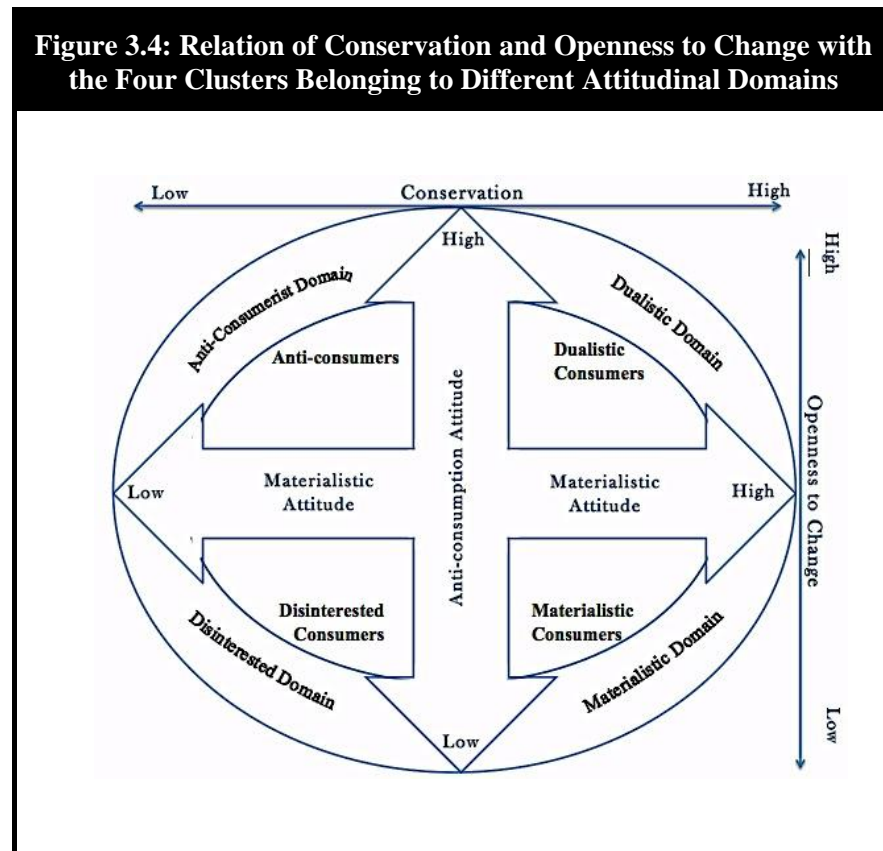 Figure 3.4: Relation of Conservation and Openness to Change with
the Four Clusters Belonging to Different Attitudinal Domains
Low
Conservation
High
High
High
Anti-Consumerist Domain
Dualistic Domain
Anti-consumers
Dualistic
Consumers
Anti-consumption Attitude
Openness to Change
Low
Materialistic
Attitude
Materialistic
Attitude
High
Disinterested
Consumers
Materialistic
Consumers
Disinterested Domain
Materialistic Domain
Low
Low